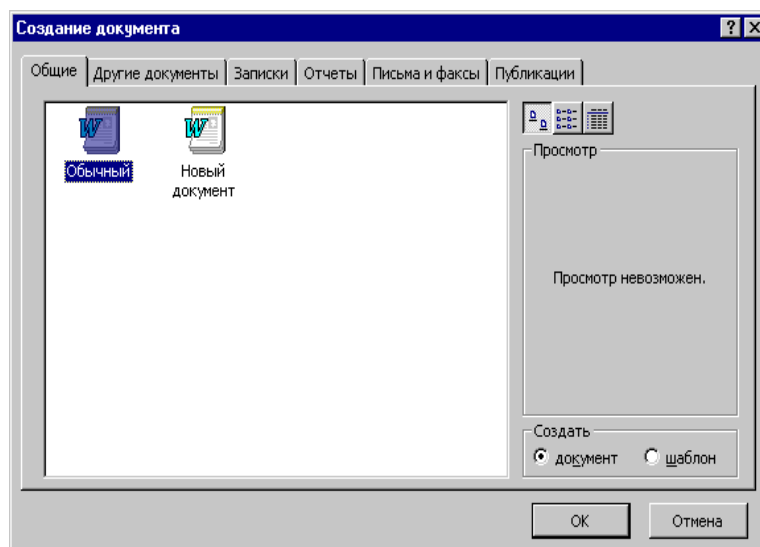 Создание документа
Общие Другие документы Записки Отчеты Письма и факсы Публикации
Обычный
Новый
документ
Просмотр
Просмотр невозможен.
Создать
документ шаблон
OK Отмена